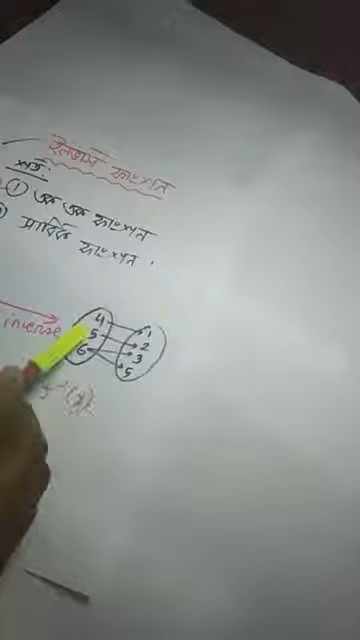 ইনভার্স ফাংশন
শর্ত:
① এক এক ফাংশন
সার্বিক ফাংশন।
inverse
4 1
5 2
6 3
5